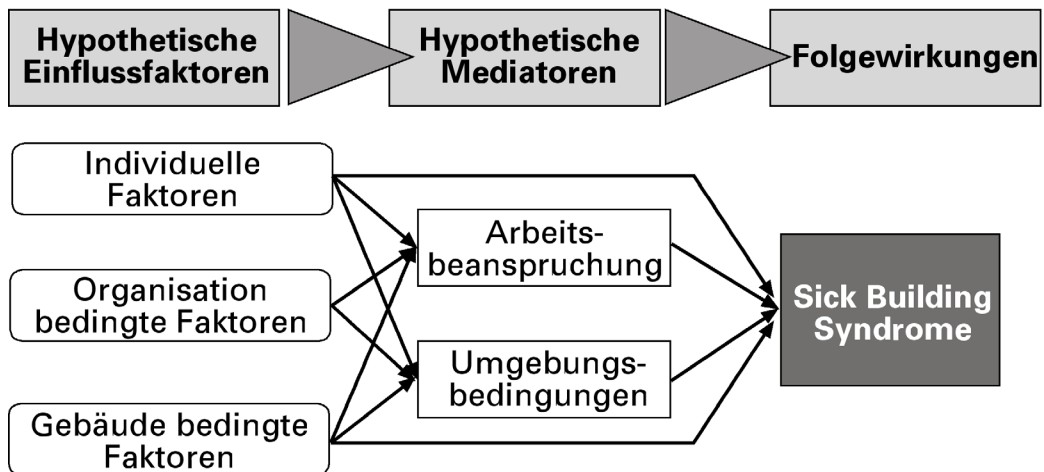 Hypothetische
Einflussfaktoren
Hypothetische
Mediatoren
Folgewirkungen
Individuelle
Faktoren
Organisation
bedingte Faktoren
Gebäude bedingte
Faktoren
Arbeits-
beanspruchung
Umgebungs-
bedingungen
Sick Building
Syndrome